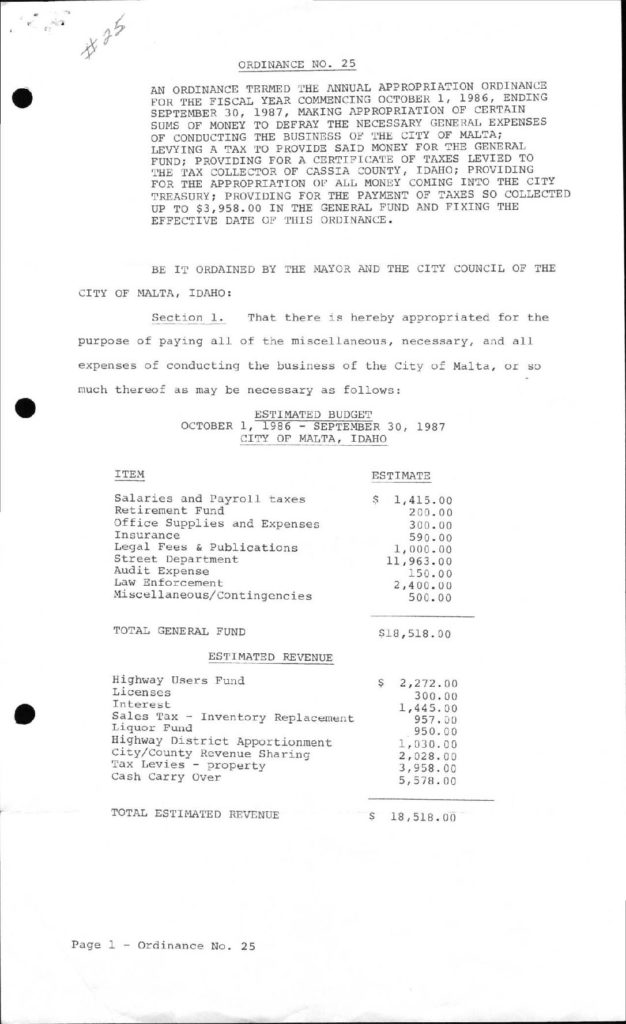 #25
ORDINANCE NO. 25
AN ORDINANCE TERMED THE ANNUAL APPROPRIATION ORDINANCE
FOR THE FISCAL YEAR COMMENCING OCTOBER 1, 1986, ENDING
SEPTEMBER 30, 1987, MAKING APPROPRIATION OF CERTAIN
SUMS OF MONEY TO DEFRAY THE NECESSARY GENERAL EXPENSES
OF CONDUCTING THE BUSINESS OF THE CITY OF MALTA;
LEVYING A TAX TO PROVIDE SAID MONEY FOR THE GENERAL
FUND; PROVIDING FOR A CERTIFICATE OF TAXES LEVIED TO
THE TAX COLLECTOR OF CASSIA COUNTY, IDAHO; PROVIDING
FOR THE APPROPRIATION OF ALL MONEY COMING INTO THE CITY
TREASURY; PROVIDING FOR THE PAYMENT OF TAXES SO COLLECTED
UP TO $3,958.00 IN THE GENERAL FUND AND FIXING THE
EFFECTIVE DATE OF THIS ORDINANCE.
BE IT ORDAINED BY THE MAYOR AND THE CITY COUNCIL OF THE
CITY OF MALTA, IDAHO:
Section 1. That there is hereby appropriated for the
purpose of paying all of the miscellaneous, necessary, and all
expenses of conducting the business of the City of Malta, or so
much thereof as may be necessary as follows:
ESTIMATED BUDGET
OCTOBER 1, 1986 - SEPTEMBER 30, 1987
CITY OF MALTA, IDAHO
ITEM ESTIMATE
Salaries and Payroll taxes $ 1,415.00
Retirement Fund 200.00
Office Supplies and Expenses 300.00
Insurance 590.00
Legal Fees & Publications 1,000.00
Street Department 11,963.00
Audit Expense 150.00
Law Enforcement 2,400.00
Miscellaneous/Contingencies 500.00
TOTAL GENERAL FUND $18,518.00
ESTIMATED REVENUE
Highway Users Fund $ 2,272.00
Licenses 300.00
Interest 1,445.00
Sales Tax - Inventory Replacement 957.00
Liquor Fund 950.00
Highway District Apportionment 1,030.00
City/County Revenue Sharing 2,028.00
Tax Levies - property 3,958.00
Cash Carry Over 5,578.00
TOTAL ESTIMATED REVENUE $ 18,518.00
Page 1 - Ordinance No. 25